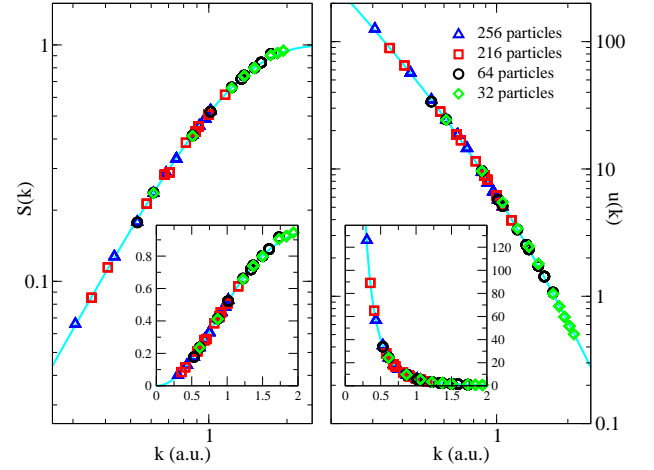 1
0.1
S(k)
1
k (a.u.)
0.8
0.6
0.4
0.2
0
0 0.5 1 1.5 2
256 particles
216 particles
64 particles
32 particles
100
10
1
0.1
u(k)
1
k (a.u.)
120
100
80
60
40
20
0
0 0.5 1 1.5 2